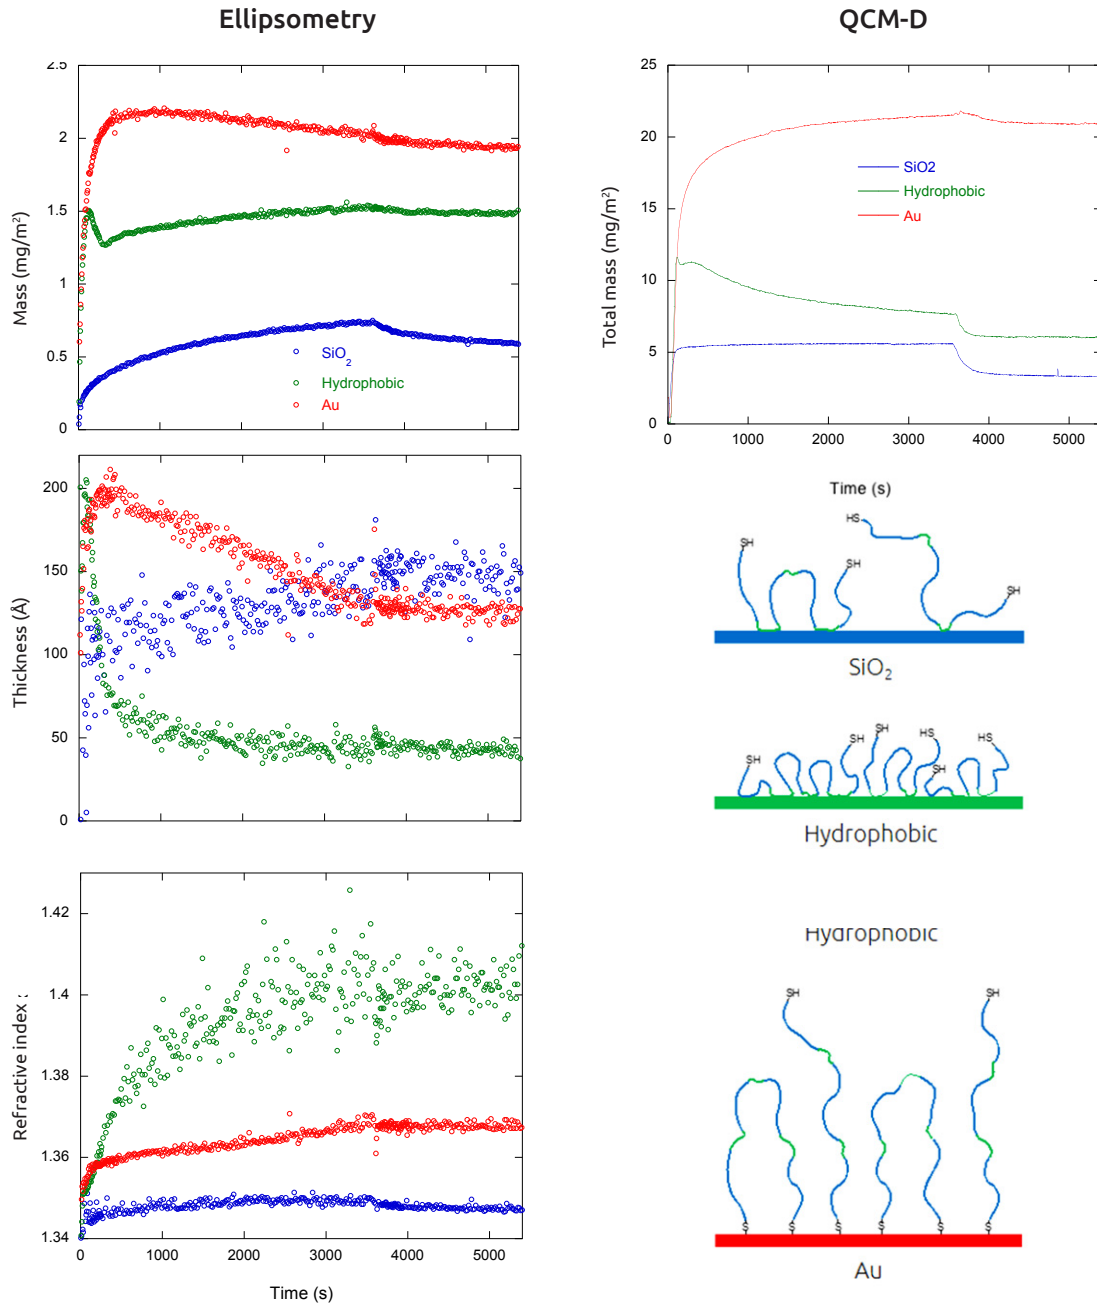 Ellipsometry
2.5
2
1.5
1
0.5
0
Mass (mg/m²)
SiO₂
Hydrophobic
Au
200
150
100
50
0
Thickness (Å)
1.42
1.4
1.38
1.36
1.34
Refractive index :
0 1000 2000 3000 4000 5000
Time (s)
QCM-D
25
20
15
10
5
0
Total mass (mg/m²)
SiO2
Hydrophobic
Au
0 1000 2000 3000 4000 5000
Time (s)
HS
SH
SH
SH
SiO₂
SH
SH
SH
HS
SH
HS
Hydrophobic
Hydrophobic
SH
SH
S S S S S S
Au